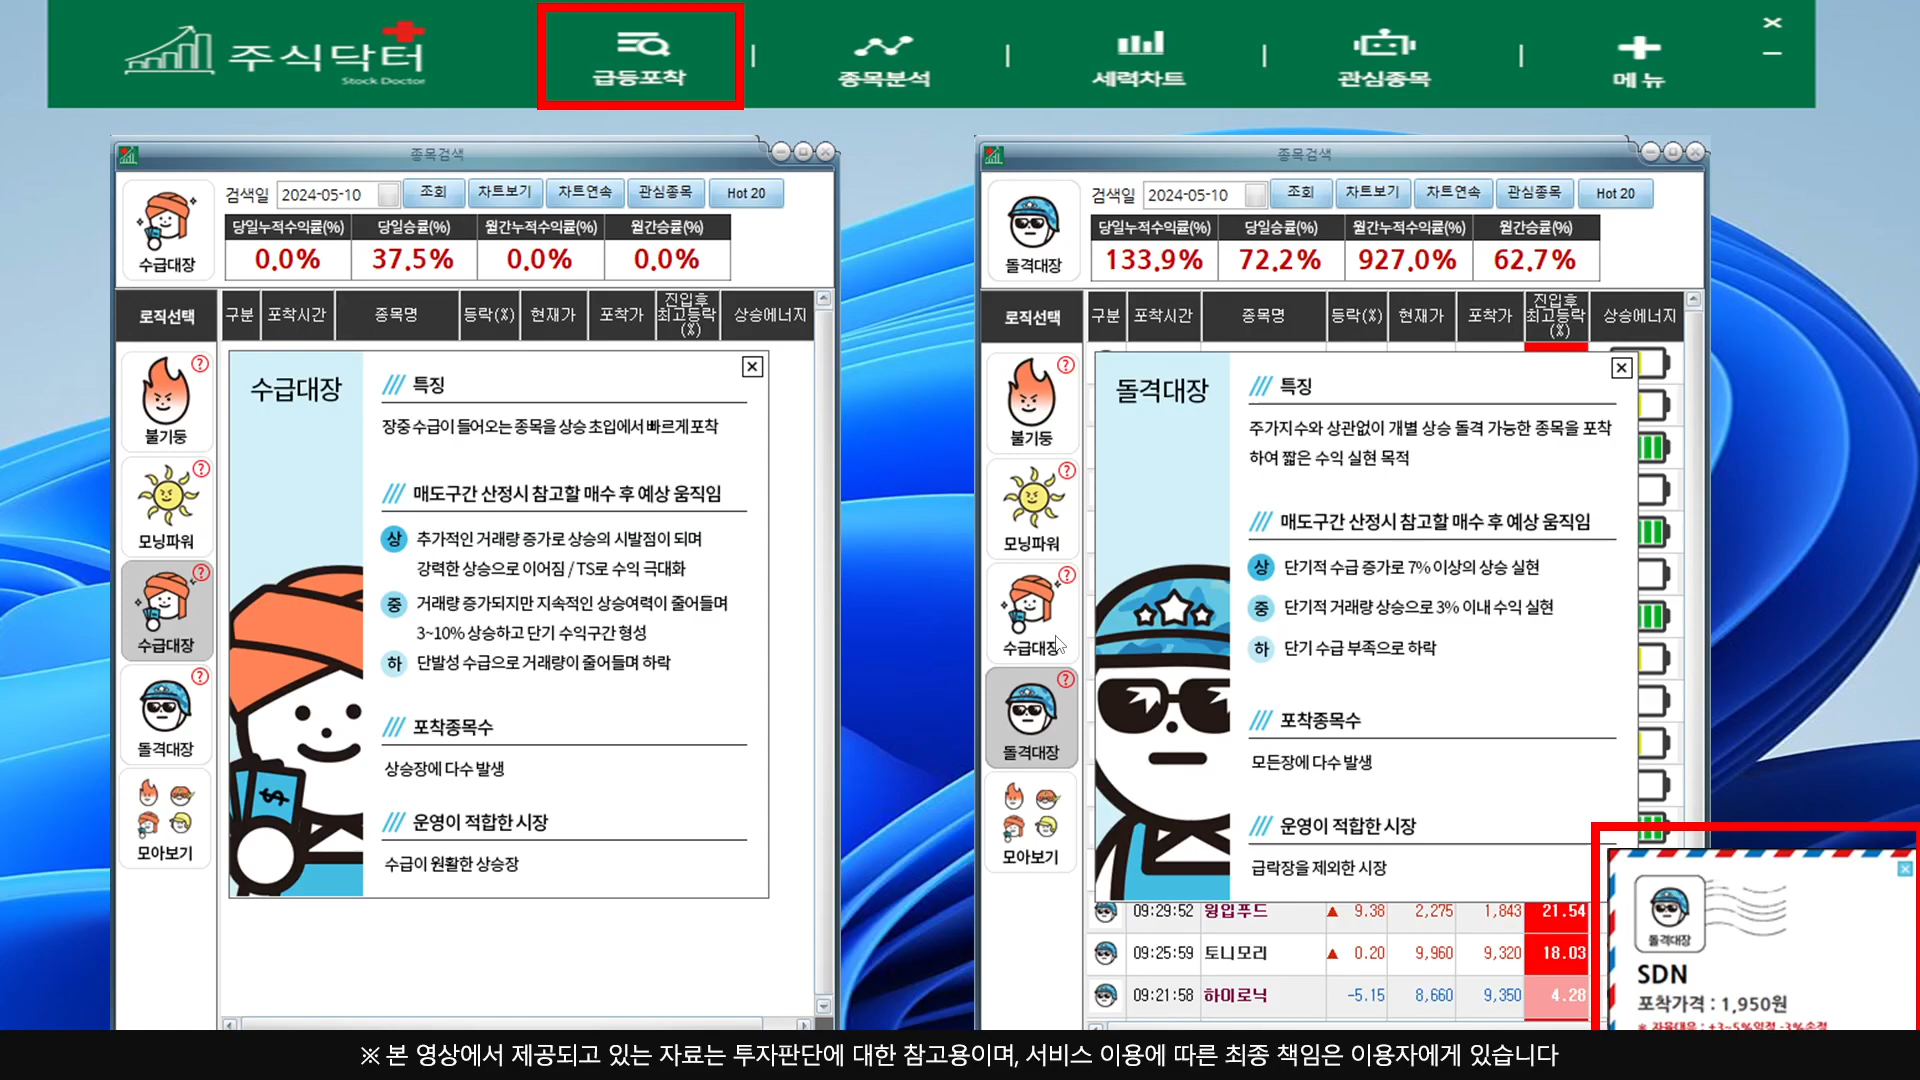 주식닥터
Stock Doctor
급등포착
종목분석
세력차트
관심종목
메뉴
종목검색
수급대장
검색일
2024-05-10
조회
차트보기
차트연속
관심종목
Hot 20
당일누적수익률(%) 당일승률(%) 월간누적수익률(%) 월간승률(%)
0.0% 37.5% 0.0% 0.0%
로직선택
구분 포착시간 종목명 등락(%) 현재가 포착가 진입후 최고등락 (%) 상승에너지
불기둥
모닝파워
수급대장
돌격대장
모아보기
수급대장
/// 특징
장중 수급이 들어오는 종목을 상승 초입에서 빠르게 포착
/// 매도구간 산정시 참고할 매수 후 예상 움직임
상 추가적인 거래량 증가로 상승의 시발점이 되며
강력한 상승으로 이어짐 / TS로 수익 극대화
중 거래량 증가되지만 지속적인 상승여력이 줄어들며
3~10% 상승하고 단기 수익구간 형성
하 단발성 수급으로 거래량이 줄어들며 하락
/// 포착종목수
상승장에 다수 발생
/// 운영이 적합한 시장
수급이 원활한 상승장
종목검색
돌격대장
검색일
2024-05-10
조회
차트보기
차트연속
관심종목
Hot 20
당일누적수익률(%) 당일승률(%) 월간누적수익률(%) 월간승률(%)
133.9% 72.2% 927.0% 62.7%
로직선택
구분 포착시간 종목명 등락(%) 현재가 포착가 진입후 최고등락 (%) 상승에너지
불기둥
모닝파워
수급대장
돌격대장
모아보기
돌격대장
/// 특징
주가지수와 상관없이 개별 상승 돌격 가능한 종목을 포착
하여 짧은 수익 실현 목적
/// 매도구간 산정시 참고할 매수 후 예상 움직임
상 단기적 수급 증가로 7% 이상의 상승 실현
중 단기적 거래량 상승으로 3% 이내 수익 실현
하 단기 수급 부족으로 하락
/// 포착종목수
모든장에 다수 발생
/// 운영이 적합한 시장
급락장을 제외한 시장
09:29:52 윙입푸드 ▲ 9.38 2,275 1,843 21.54
09:25:59 토니모리 ▲ 0.20 9,960 9,320 18.03
09:21:58 하이로닉 -5.15 8,660 9,350 4.28
돌격대장
SDN
포착가격 : 1,950원
※ 본 영상에서 제공되고 있는 자료는 투자판단에 대한 참고용이며, 서비스 이용에 따른 최종 책임은 이용자에게 있습니다